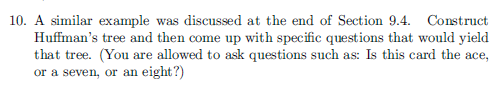 10. A similar example was discussed at the end of Section 9.4. Construct
Huffman's tree and then come up with specific questions that would yield
that tree. (You are allowed to ask questions such as: Is this card the ace,
or a seven, or an eight?)